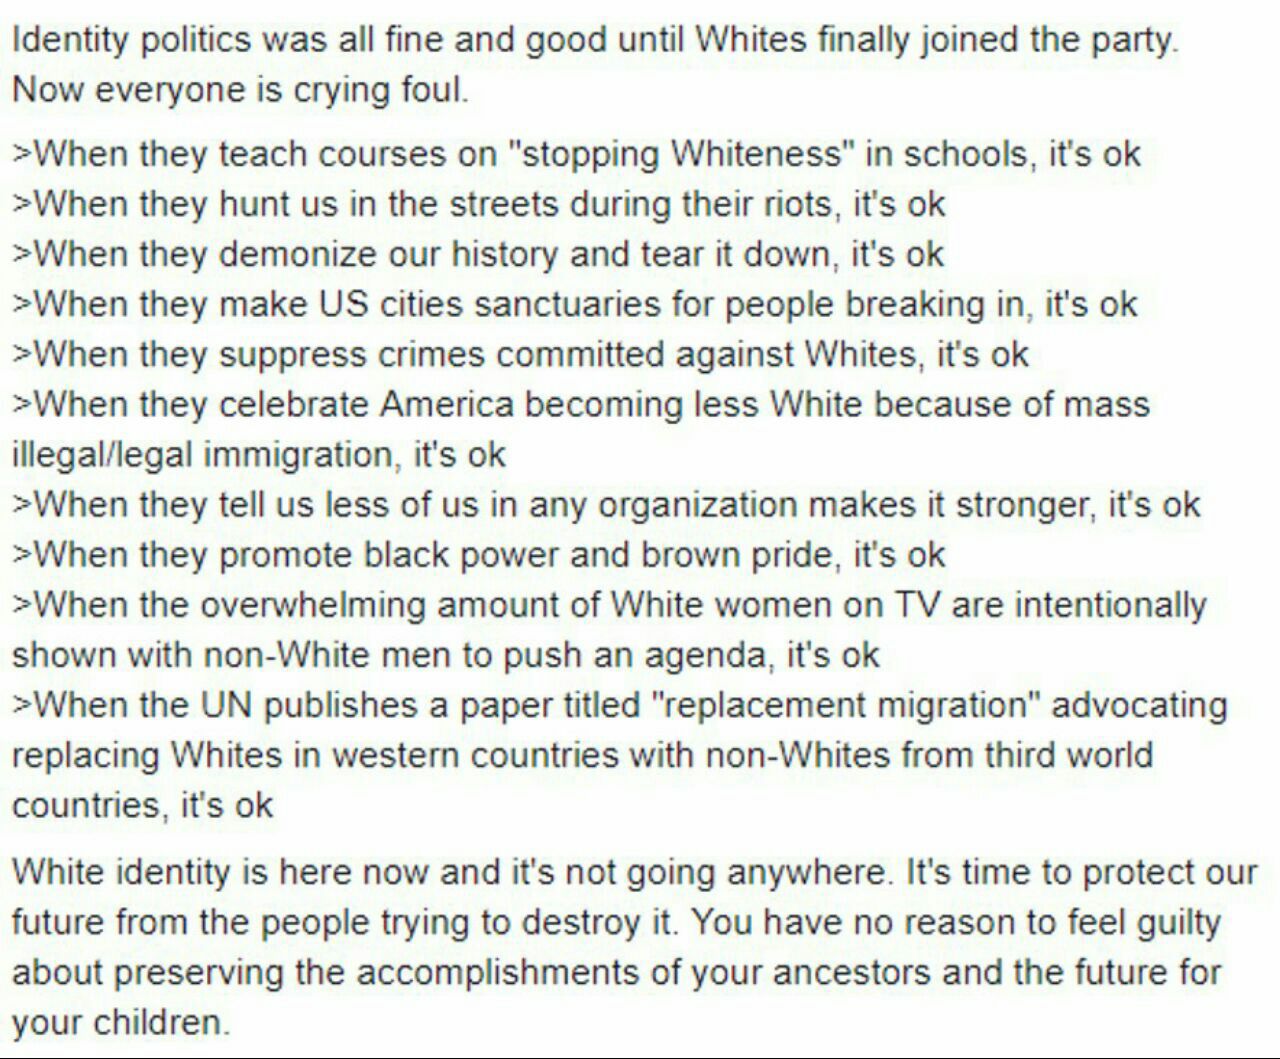 Identity politics was all fine and good until Whites finally joined the party.
Now everyone is crying foul.
>When they teach courses on "stopping Whiteness" in schools, it's ok
>When they hunt us in the streets during their riots, it's ok
>When they demonize our history and tear it down, it's ok
>When they make US cities sanctuaries for people breaking in, it's ok
>When they suppress crimes committed against Whites, it's ok
>When they celebrate America becoming less White because of mass
illegal/legal immigration, it's ok
>When they tell us less of us in any organization makes it stronger, it's ok
>When they promote black power and brown pride, it's ok
>When the overwhelming amount of White women on TV are intentionally
shown with non-White men to push an agenda, it's ok
>When the UN publishes a paper titled "replacement migration" advocating
replacing Whites in western countries with non-Whites from third world
countries, it's ok
White identity is here now and it's not going anywhere. It's time to protect our
future from the people trying to destroy it. You have no reason to feel guilty
about preserving the accomplishments of your ancestors and the future for
your children.